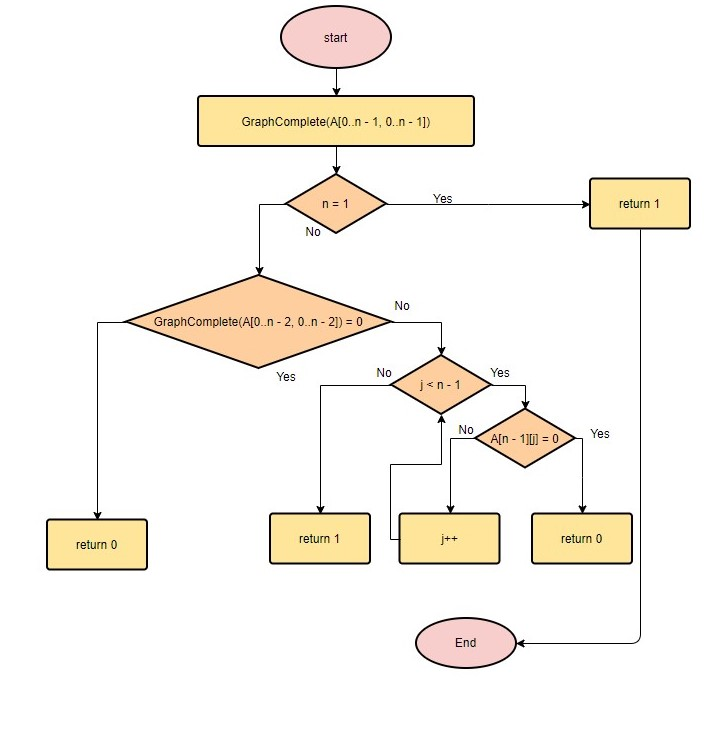 start
GraphComplete(A[0..n - 1, 0..n - 1])
n = 1
Yes
return 1
No
No
GraphComplete(A[0..n - 2, 0..n - 2]) = 0
Yes
No
j < n - 1
Yes
No
A[n - 1][j] = 0
Yes
return 0
return 1
j++
return 0
End